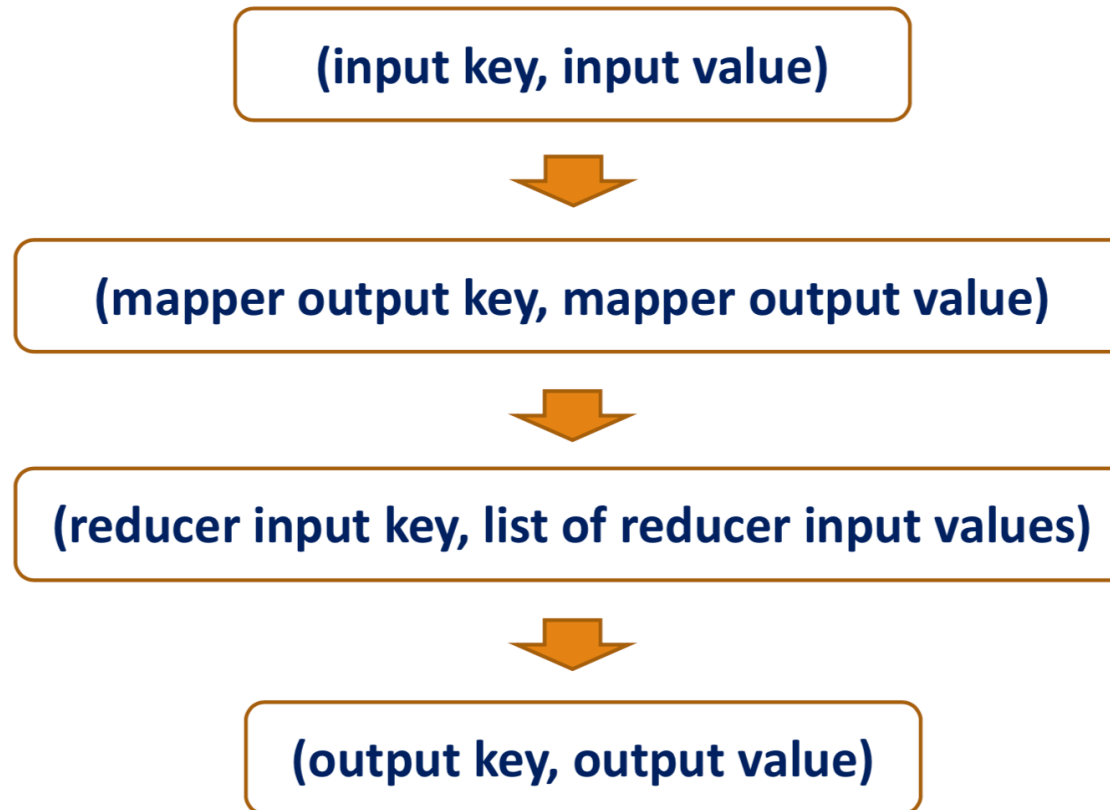 (input key, input value)
(mapper output key, mapper output value)
(reducer input key, list of reducer input values)
(output key, output value)